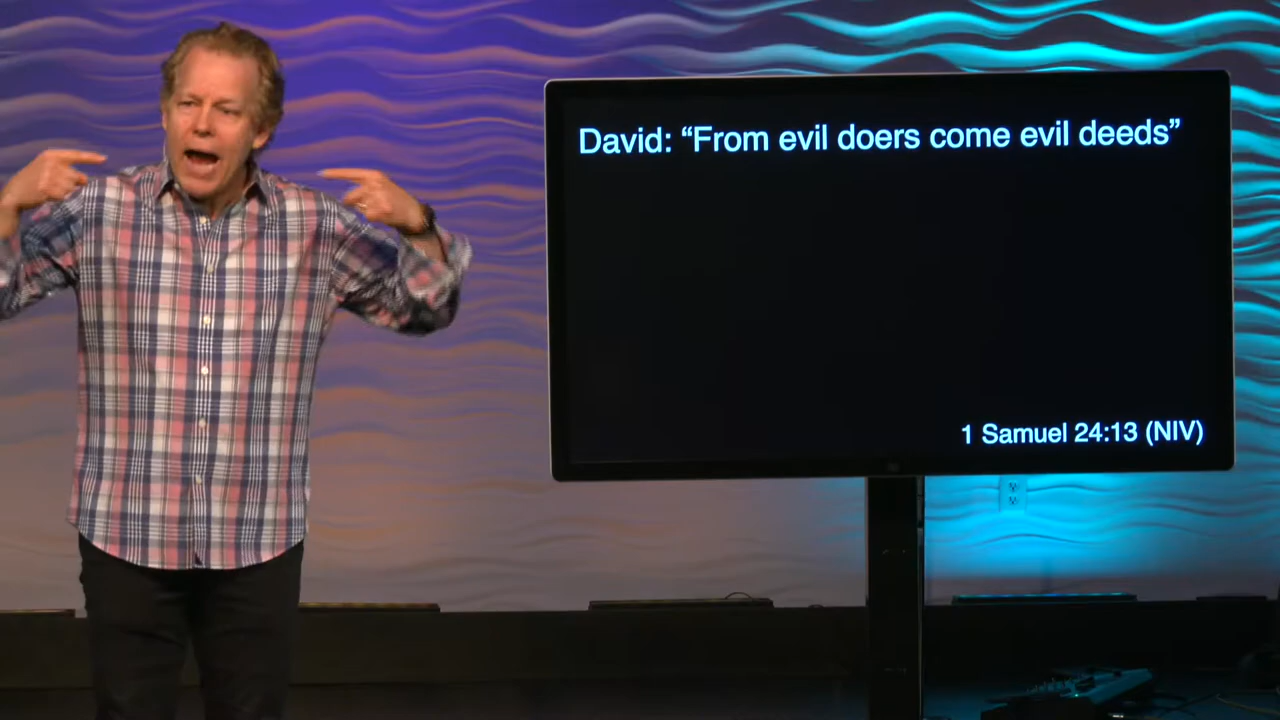 David: “From evil doers come evil deeds”
1 Samuel 24:13 (NIV)